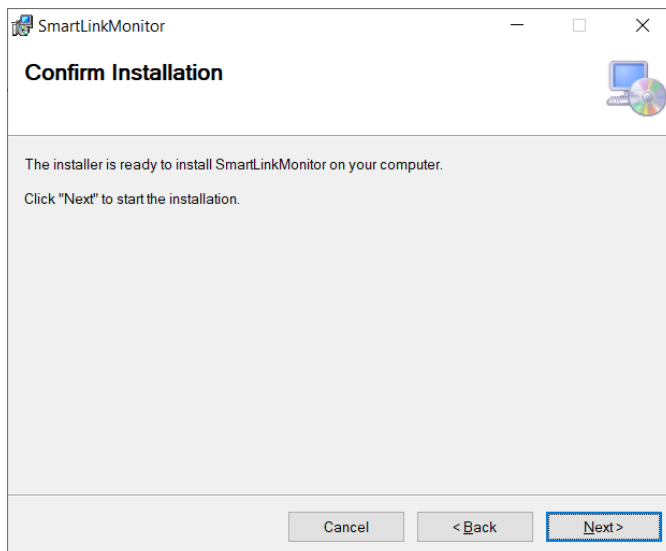 SmartLinkMonitor
Confirm Installation
The installer is ready to install SmartLinkMonitor on your computer.
Click "Next" to start the installation.
Cancel
< Back
Next >